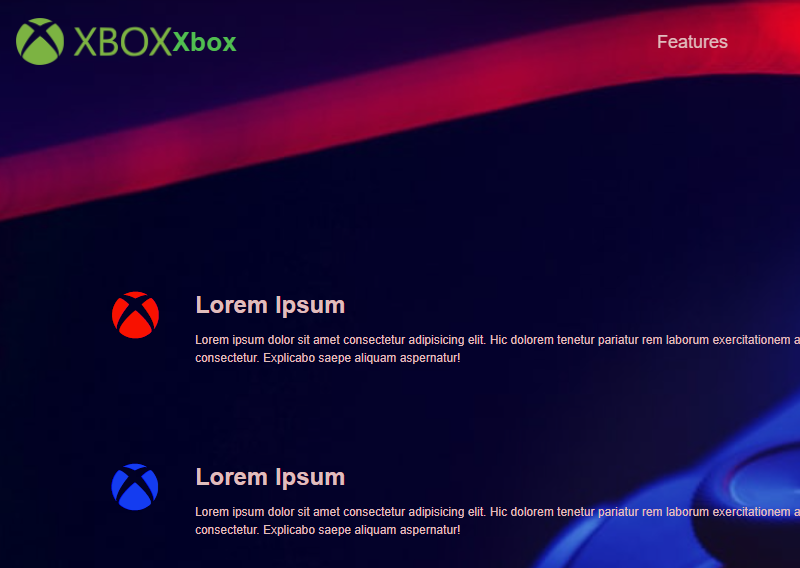 XBOX Xbox
Features
Lorem Ipsum
Lorem ipsum dolor sit amet consectetur adipisicing elit. Hic dolorem tenetur pariatur rem laborum exercitationem a
consectetur. Explicabo saepe aliquam aspernatur!
Lorem Ipsum
Lorem ipsum dolor sit amet consectetur adipisicing elit. Hic dolorem tenetur pariatur rem laborum exercitationem a
consectetur. Explicabo saepe aliquam aspernatur!